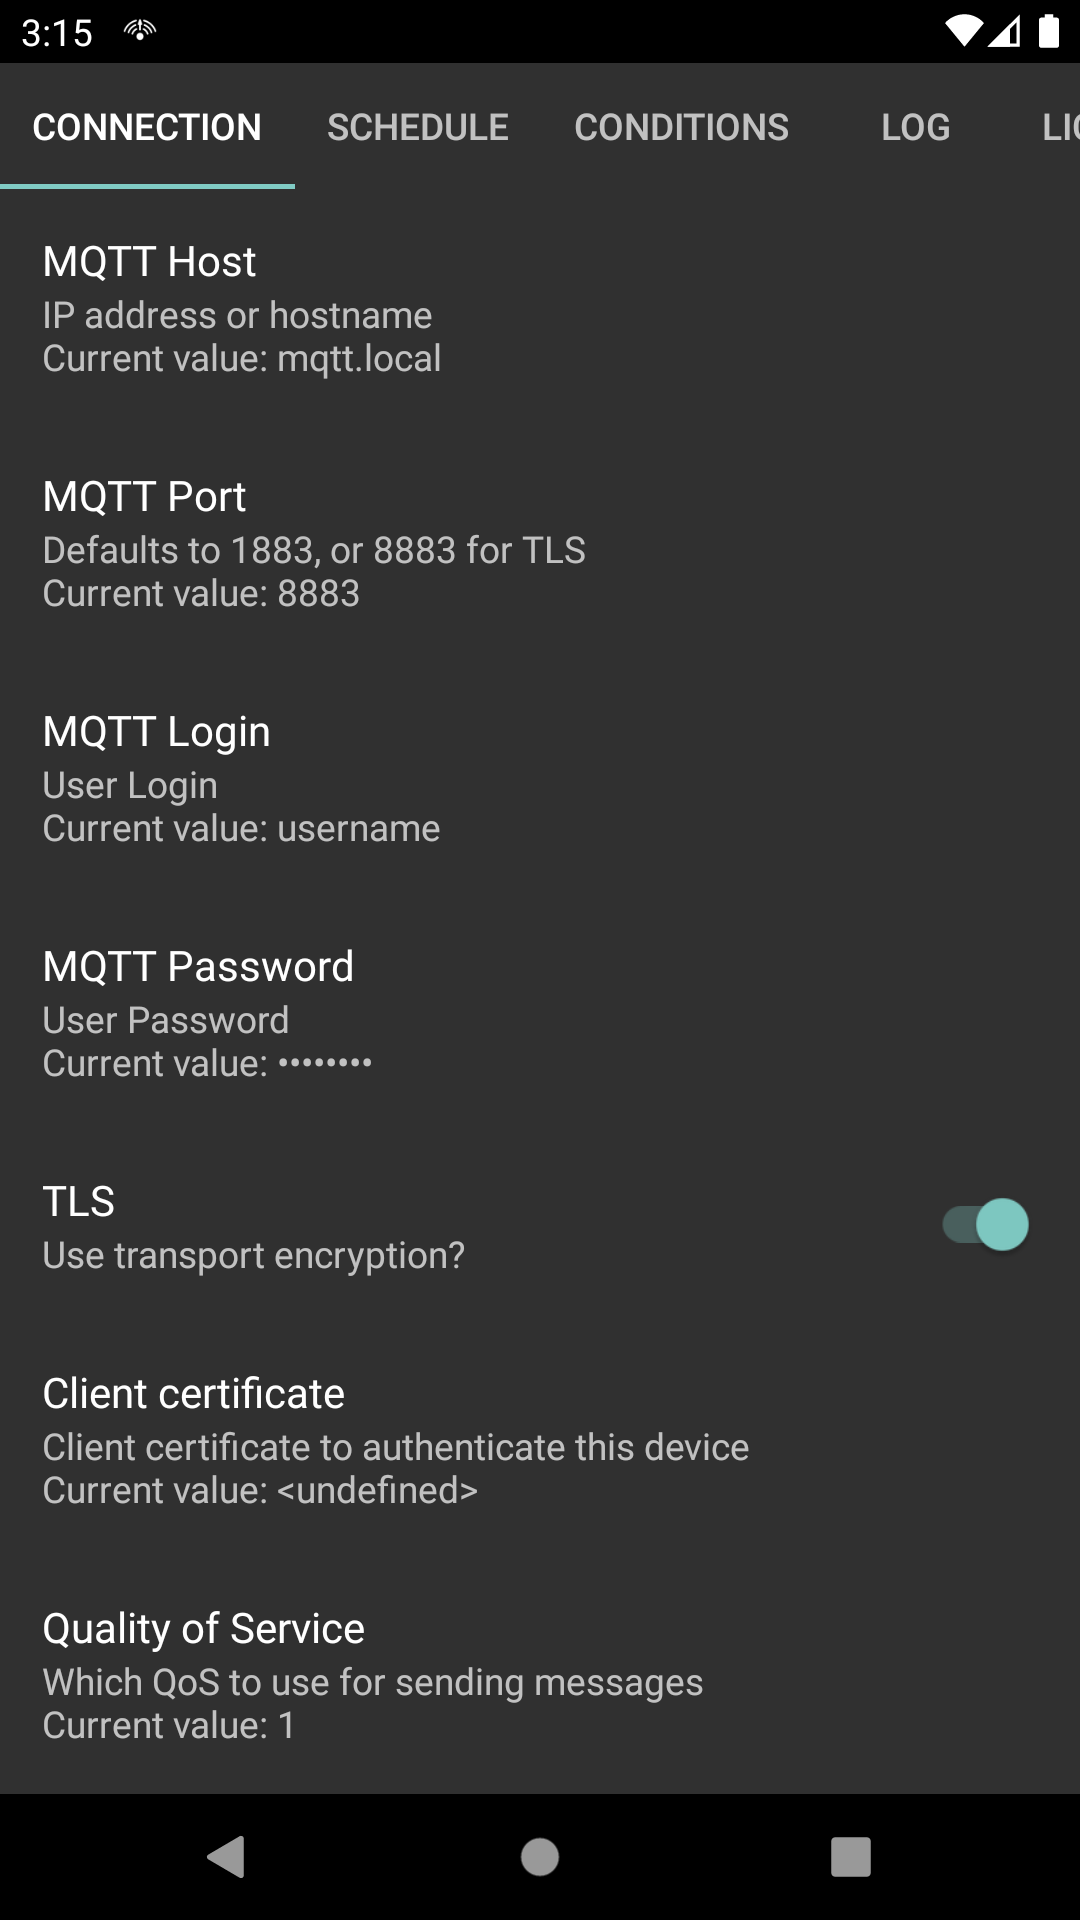 3:15
CONNECTION SCHEDULE CONDITIONS LOG
MQTT Host
IP address or hostname
Current value: mqtt.local
MQTT Port
Defaults to 1883, or 8883 for TLS
Current value: 8883
MQTT Login
User Login
Current value: username
MQTT Password
User Password
Current value: ••••••••
TLS
Use transport encryption?
Client certificate
Client certificate to authenticate this device
Current value: <undefined>
Quality of Service
Which QoS to use for sending messages
Current value: 1